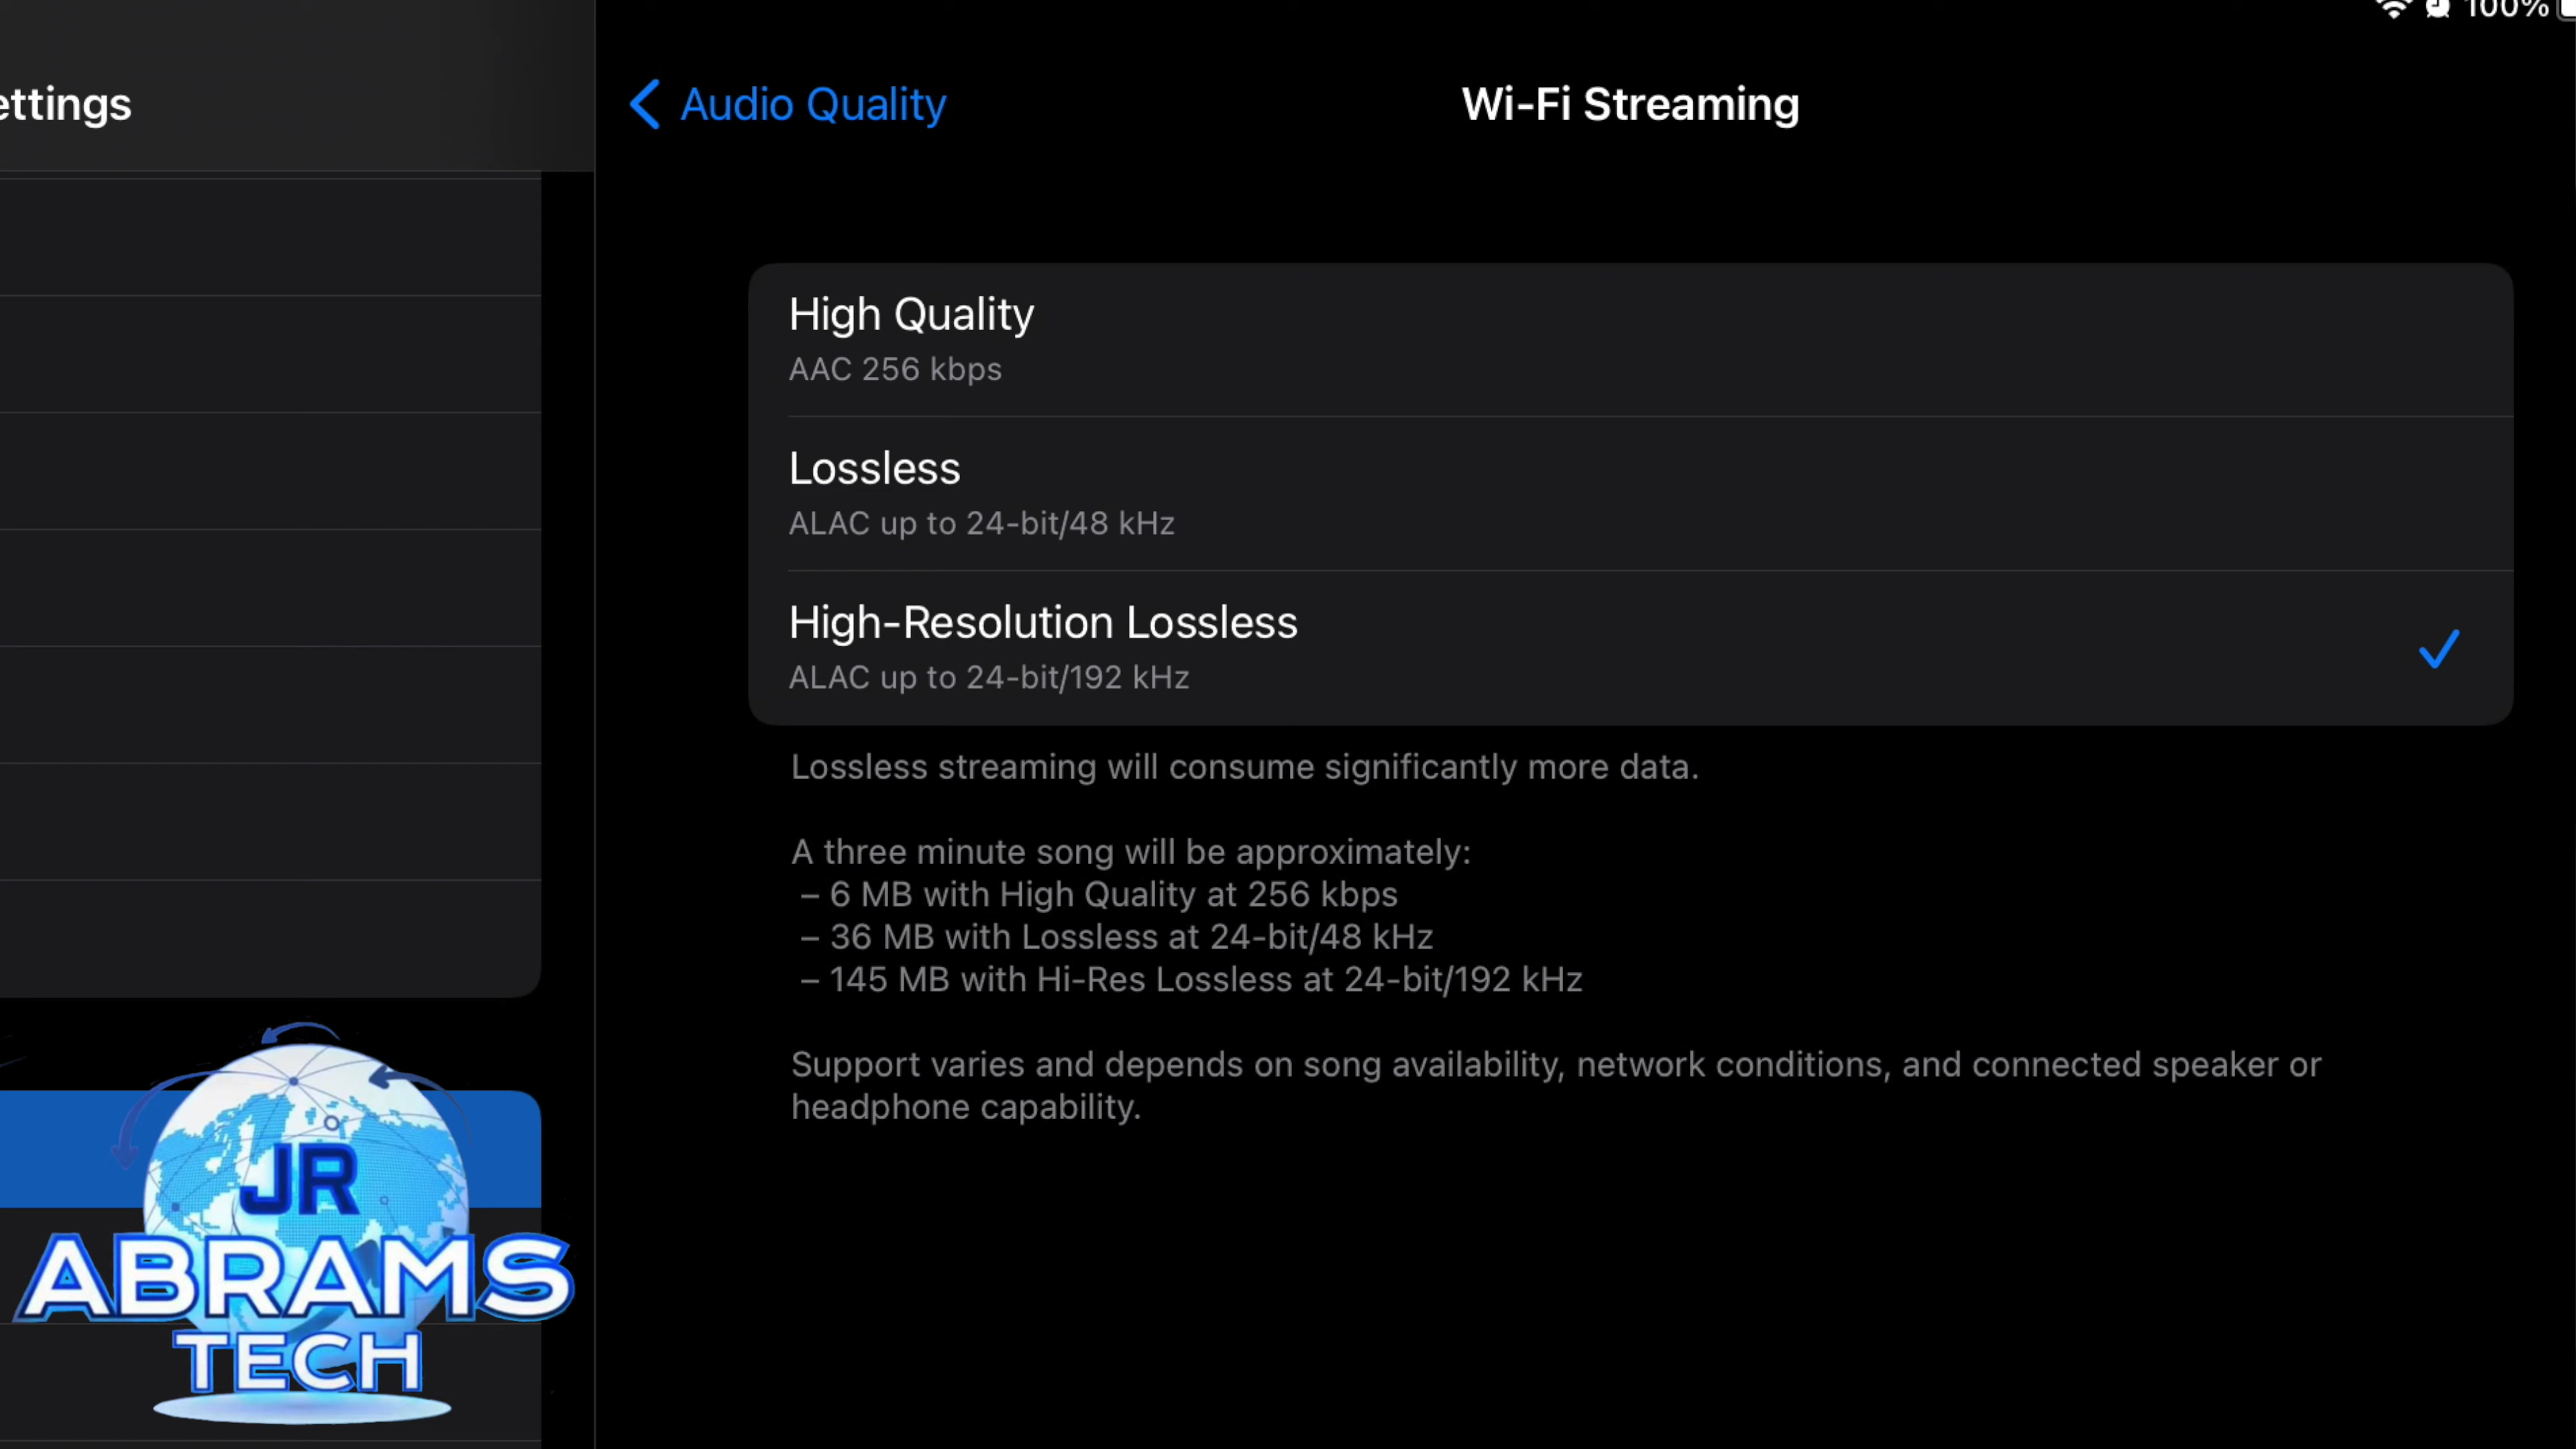 100%
ettings
Audio Quality
Wi-Fi Streaming
High Quality
AAC 256 kbps
Lossless
ALAC up to 24-bit/48 kHz
High-Resolution Lossless
ALAC up to 24-bit/192 kHz
Lossless streaming will consume significantly more data.
A three minute song will be approximately:
– 6 MB with High Quality at 256 kbps
– 36 MB with Lossless at 24-bit/48 kHz
– 145 MB with Hi-Res Lossless at 24-bit/192 kHz
Support varies and depends on song availability, network conditions, and connected speaker or
headphone capability.
JR
ABRAMS
TECH